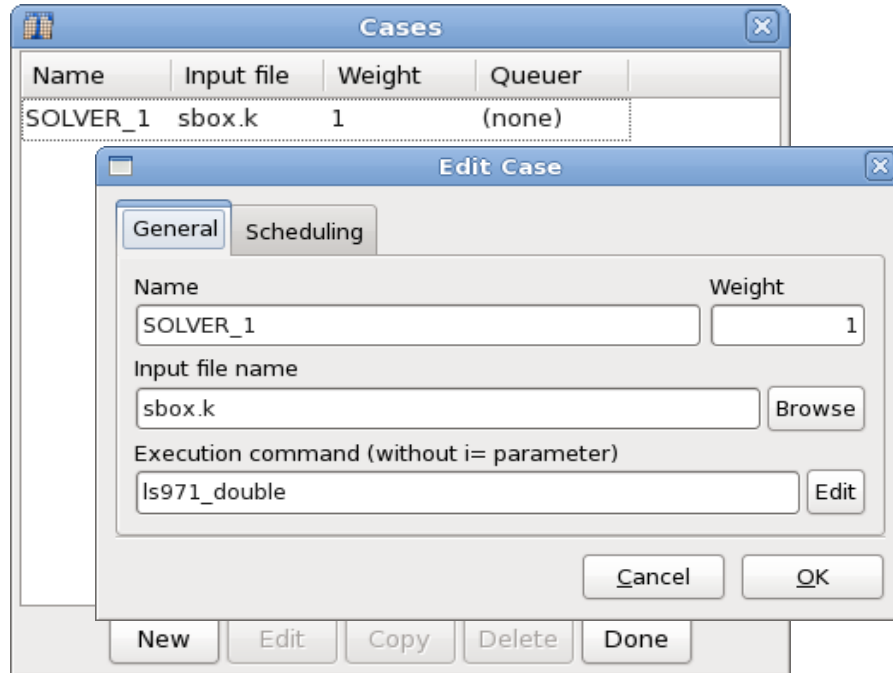 Cases
Name Input file Weight Queuer
SOLVER_1 sbox.k 1 (none)
Edit Case
General Scheduling
Name Weight
SOLVER_1 1
Input file name
sbox.k Browse
Execution command (without i= parameter)
ls971_double Edit
Cancel OK
New Edit Copy Delete Done